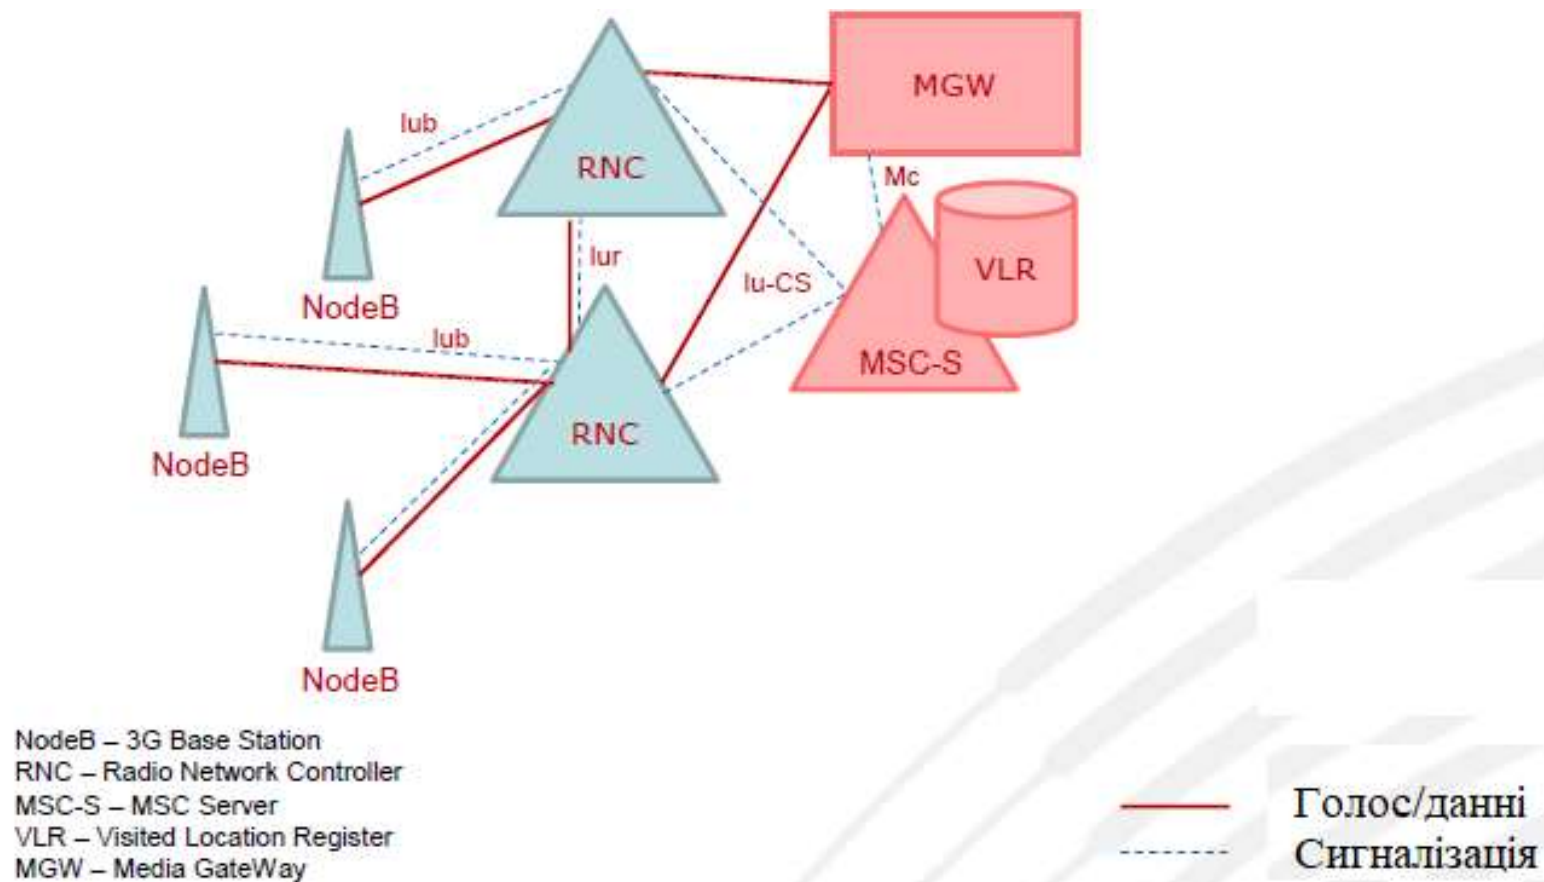 MGW
Iub
RNC
Mc
NodeB
Iur
Iu-CS
VLR
Iub
MSC-S
NodeB
RNC
NodeB
NodeB – 3G Base Station
RNC – Radio Network Controller
MSC-S – MSC Server
VLR – Visited Location Register
MGW – Media GateWay
Голос/данні
Сигналізація